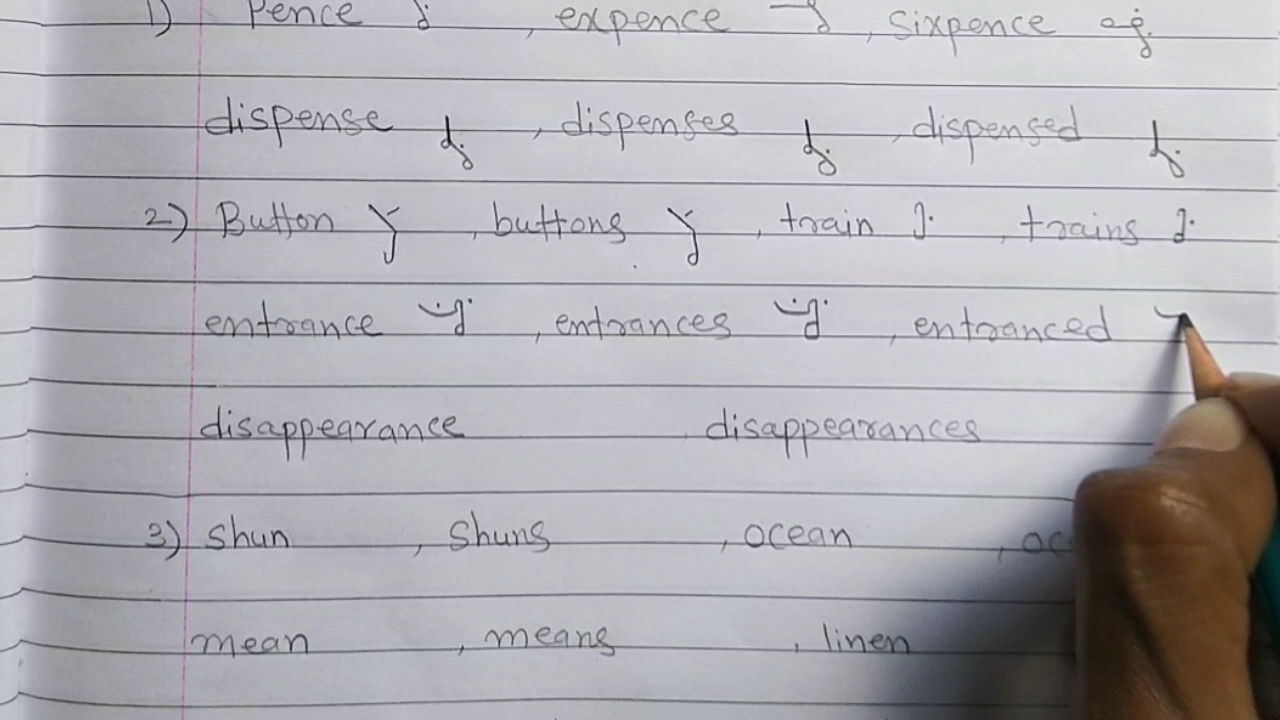 1) Pence , expence , sixpence
dispense , dispenses , dispensed
2) Button , buttons , train , trains
entrance , entrances , entranced
disappearance disappearances
3) shun , shuns , ocean ,
mean , means , linen